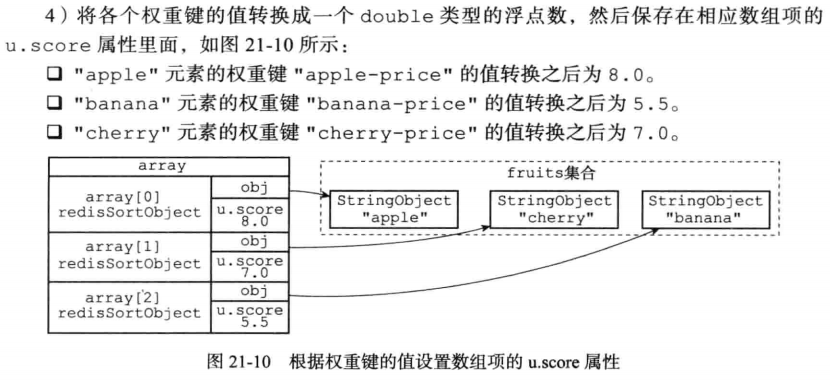 4）将各个权重键的值转换成一个 double 类型的浮点数，然后保存在相应数组项的
u.score 属性里面，如图 21-10 所示：
❏ "apple" 元素的权重键 "apple-price" 的值转换之后为 8.0。
❏ "banana" 元素的权重键 "banana-price" 的值转换之后为 5.5。
❏ "cherry" 元素的权重键 "cherry-price" 的值转换之后为 7.0。
array
array[0]
redisSortObject
obj
u.score
8.0
array[1]
redisSortObject
obj
u.score
7.0
array[2]
redisSortObject
obj
u.score
5.5
fruits集合
StringObject
"apple"
StringObject
"cherry"
StringObject
"banana"
图 21-10 根据权重键的值设置数组项的 u.score 属性